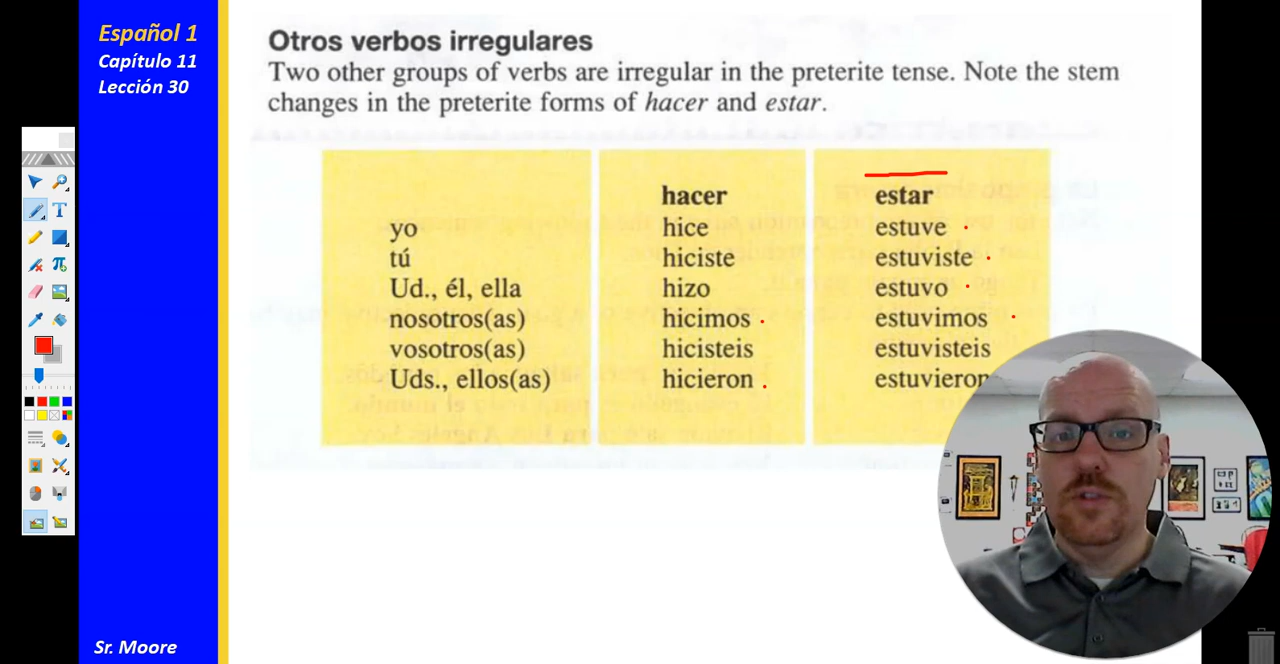 Español 1
Capítulo 11
Lección 30
Otros verbos irregulares
Two other groups of verbs are irregular in the preterite tense. Note the stem
changes in the preterite forms of hacer and estar.
hacer estar
yo hice estuve
tú hiciste estuviste
Ud., él, ella hizo estuvo
nosotros(as) hicimos estuvimos
vosotros(as) hicisteis estuvisteis
Uds., ellos(as) hicieron estuvieron
Sr. Moore